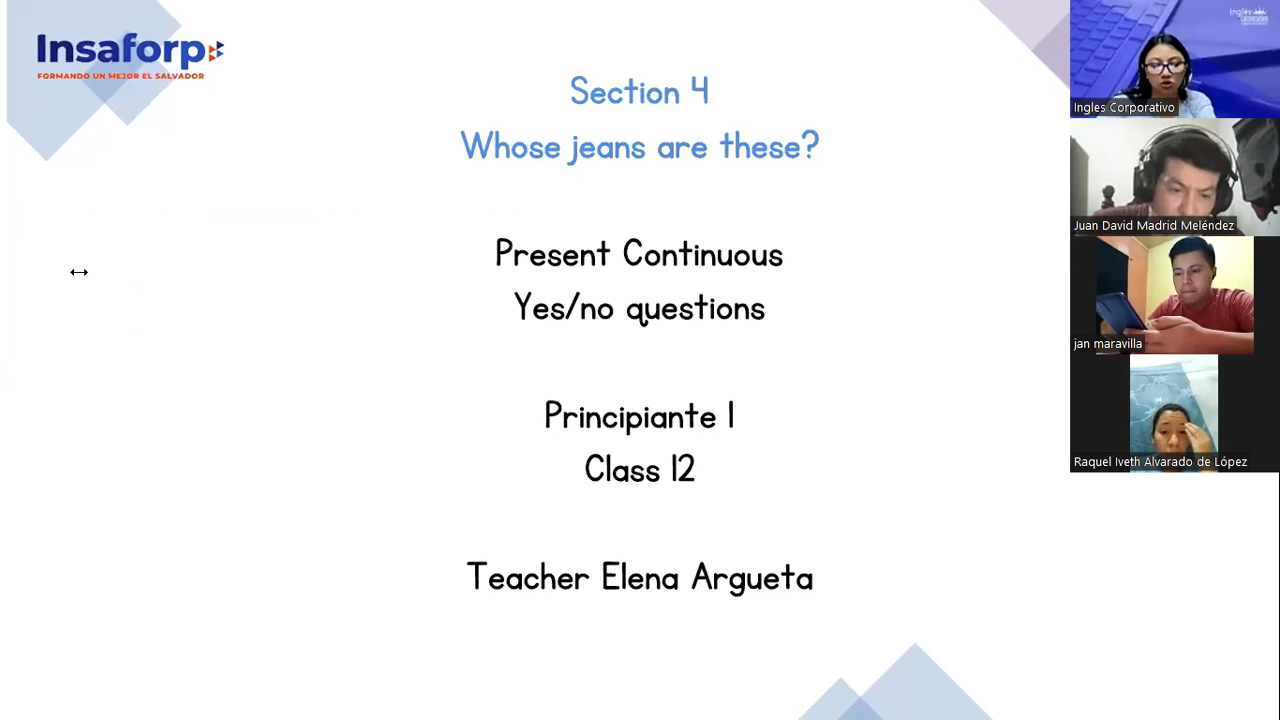 Insaforp
FORMANDO UN MEJOR EL SALVADOR
Section 4
Whose jeans are these?
Present Continuous
Yes/no questions
Principiante 1
Class 12
Teacher Elena Argueta
Ingles Corporativo
Juan David Madrid Meléndez
jan maravilla
Raquel Iveth Alvarado de López